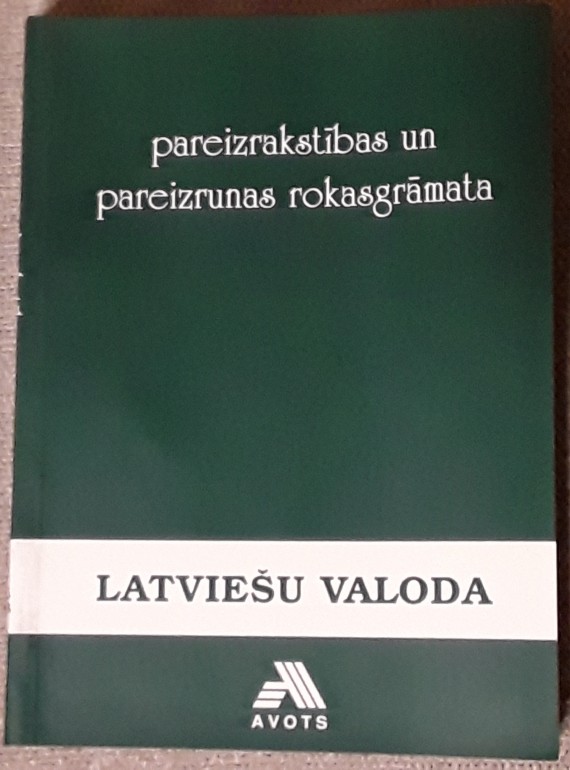 pareizrakstības un
pareizrunas rokasgrāmata
LATVIEŠU VALODA
AVOTS